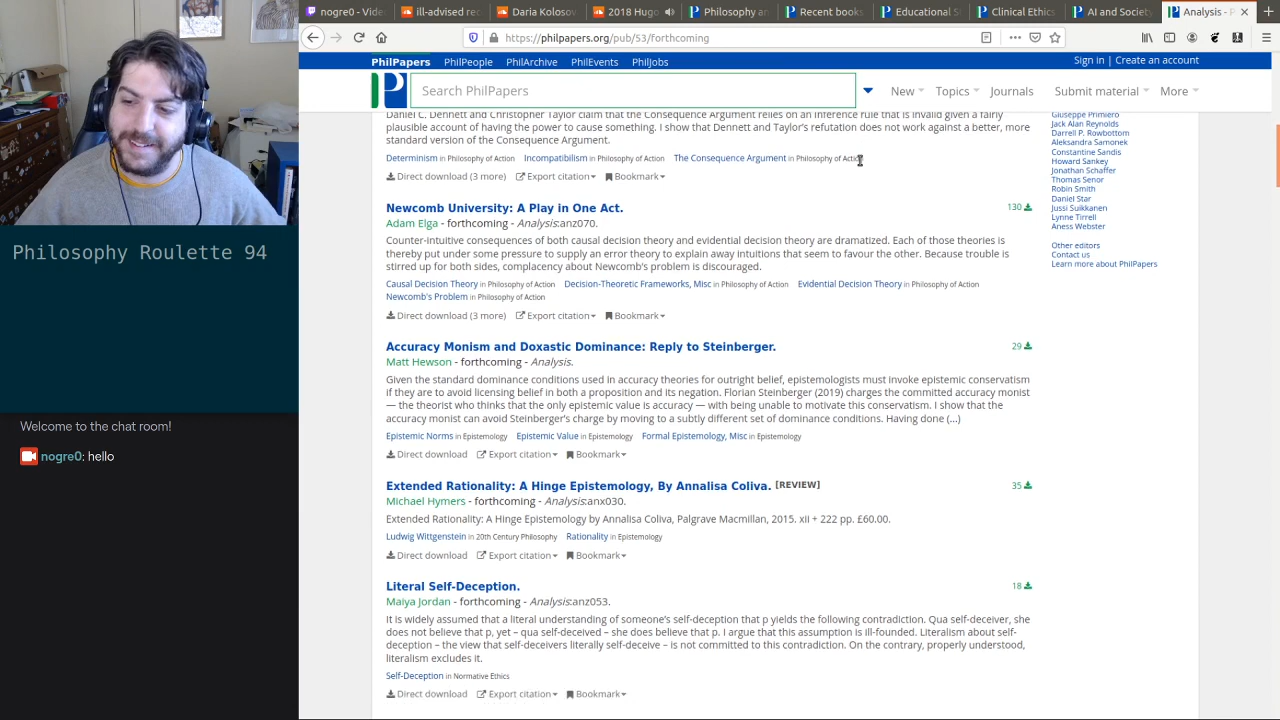 nogre0 - Video
ill-advised rec
Daria Kolosov
2018 Hugo
Philosophy an
Recent books
Educational S
Clinical Ethics
AI and Society
Analysis - P
https://philpapers.org/pub/53/forthcoming
PhilPapers PhilPeople PhilArchive PhilEvents PhilJobs
Sign in | Create an account
Search PhilPapers
New Topics Journals Submit material More
Daniel C. Dennett and Christopher Taylor claim that the Consequence Argument relies on an inference rule that is invalid given a fairly
plausible account of having the power to cause something. I show that Dennett and Taylor's refutation does not work against a better, more
standard version of the Consequence Argument.
Determinism in Philosophy of Action Incompatibilism in Philosophy of Action The Consequence Argument in Philosophy of Action
Direct download (3 more) Export citation Bookmark
Newcomb University: A Play in One Act.
130
Adam Elga - forthcoming - Analysis:anz070.
Counter-intuitive consequences of both causal decision theory and evidential decision theory are dramatized. Each of those theories is
thereby put under some pressure to supply an error theory to explain away intuitions that seem to favour the other. Because trouble is
stirred up for both sides, complacency about Newcomb's problem is discouraged.
Causal Decision Theory in Philosophy of Action Decision-Theoretic Frameworks, Misc in Philosophy of Action Evidential Decision Theory in Philosophy of Action
Newcomb's Problem in Philosophy of Action
Direct download (3 more) Export citation Bookmark
Accuracy Monism and Doxastic Dominance: Reply to Steinberger.
29
Matt Hewson - forthcoming - Analysis.
Given the standard dominance conditions used in accuracy theories for outright belief, epistemologists must invoke epistemic conservatism
if they are to avoid licensing belief in both a proposition and its negation. Florian Steinberger (2019) charges the committed accuracy monist
— the theorist who thinks that the only epistemic value is accuracy — with being unable to motivate this conservatism. I show that the
accuracy monist can avoid Steinberger's charge by moving to a subtly different set of dominance conditions. Having done (...)
Epistemic Norms in Epistemology Epistemic Value in Epistemology Formal Epistemology, Misc in Epistemology
Direct download Export citation Bookmark
Extended Rationality: A Hinge Epistemology, By Annalisa Coliva. [REVIEW]
35
Michael Hymers - forthcoming - Analysis:anx030.
Extended Rationality: A Hinge Epistemology by Annalisa Coliva, Palgrave Macmillan, 2015. xii + 222 pp. £60.00.
Ludwig Wittgenstein in 20th Century Philosophy Rationality in Epistemology
Direct download Export citation Bookmark
Literal Self-Deception.
18
Maiya Jordan - forthcoming - Analysis:anz053.
It is widely assumed that a literal understanding of someone's self-deception that p yields the following contradiction. Qua self-deceiver, she
does not believe that p, yet – qua self-deceived – she does believe that p. I argue that this assumption is ill-founded. Literalism about self-
deception – the view that self-deceivers literally self-deceive – is not committed to this contradiction. On the contrary, properly understood,
literalism excludes it.
Self-Deception in Normative Ethics
Direct download Export citation Bookmark
Giuseppe Primiero
Jack Alan Reynolds
Darrell P. Rowbottom
Aleksandra Samonek
Constantine Sandis
Howard Sankey
Jonathan Schaffer
Thomas Senor
Robin Smith
Daniel Star
Jussi Suikkanen
Lynne Tirrell
Aness Webster
Other editors
Contact us
Learn more about PhilPapers
Philosophy Roulette 94
Welcome to the chat room!
nogre0: hello